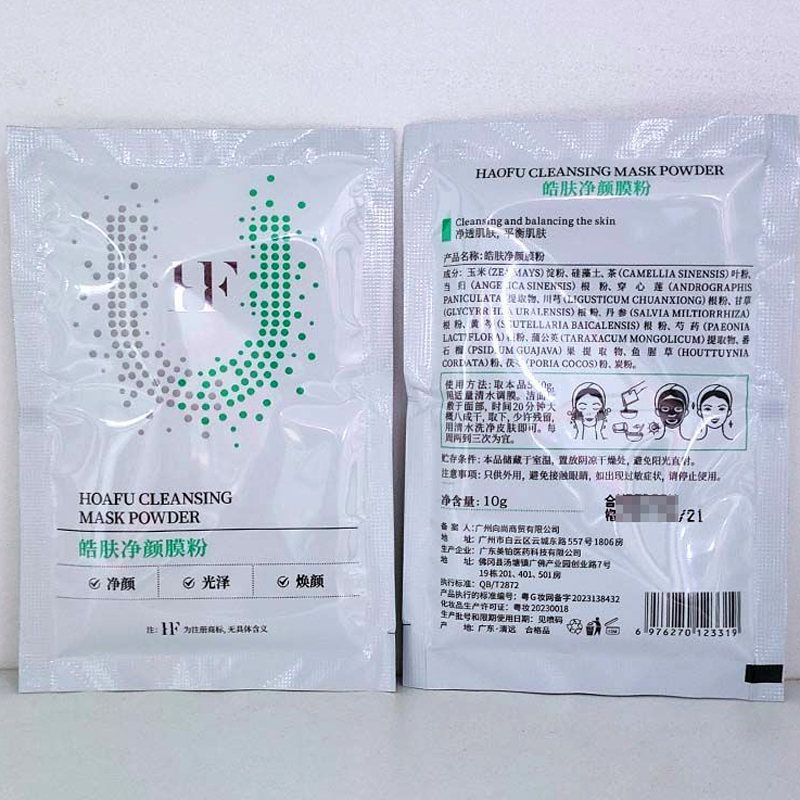 HF
HOAFU CLEANSING
MASK POWDER
皓肤净颜膜粉
净颜 光泽 焕颜
注: HF 为注册商标, 无具体含义
HAOFU CLEANSING MASK POWDER
皓肤净颜膜粉
Cleansing and balancing the skin
净透肌肤, 平衡肌肤
产品名称: 皓肤净颜膜粉
成分: 玉米(ZEA MAYS) 淀粉、硅藻土、茶(CAMELLIA SINENSIS) 叶粉、
当归(ANGELICA SINENSIS) 根粉、穿心莲(ANDROGRAPHIS
PANICULATA) 提取物、川芎(LIGUSTICUM CHUANXIONG) 根粉、甘草
(GLYCYRRHIZA URALENSIS) 根粉、丹参(SALVIA MILTIORRHIZA)
根粉、黄芩(SCUTELLARIA BAICALENSIS) 根粉、芍药(PAEONIA
LACTIFLORA) 根粉、蒲公英(TARAXACUM MONGOLICUM) 提取物、番
石榴(PSIDIUM GUAJAVA) 果提取物、鱼腥草(HOUTTUYNIA
CORDATA) 粉、茯苓(PORIA COCOS) 粉、炭粉。
使用方法: 取本品
适量清水调膜。洁面
敷于面部, 时间20分钟大
概八成干, 取下, 少许残留,
用清水洗净皮肤即可。每
周两到三次为宜。
贮存条件: 本品储藏于室温, 置放阴凉干燥处, 避免阳光直射。
注意事项: 只供外用, 避免接触眼睛, 如出现过敏症状, 请停止使用。
净含量: 10g
备案人: 广州向尚商贸有限公司
地址: 广州市白云区云城东路557号1806房
生产企业: 广东美铂医药科技有限公司
地址: 佛冈县汤塘镇广佛产业园创业路7号
19栋201、401、501房
执行标准: QB/T2872
产品执行的标准编号: 粤G妆网备字2023138432
化妆品生产许可证: 粤妆20230018
生产批号和限期使用日期: 见喷码
产地: 广东·清远 合格品
6 976270 123319